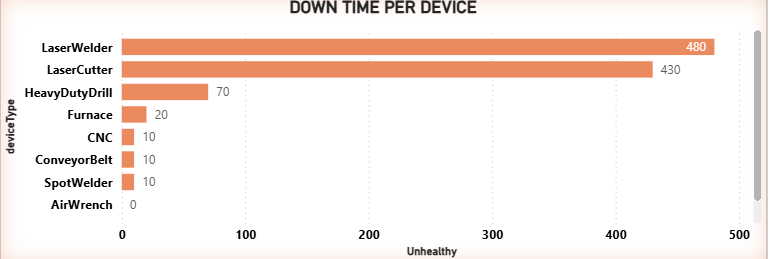 DOWN TIME PER DEVICE
deviceType
LaserWelder 480
LaserCutter 430
HeavyDutyDrill 70
Furnace 20
CNC 10
ConveyorBelt 10
SpotWelder 10
AirWrench 0
0 100 200 300 400 500
Unhealthy